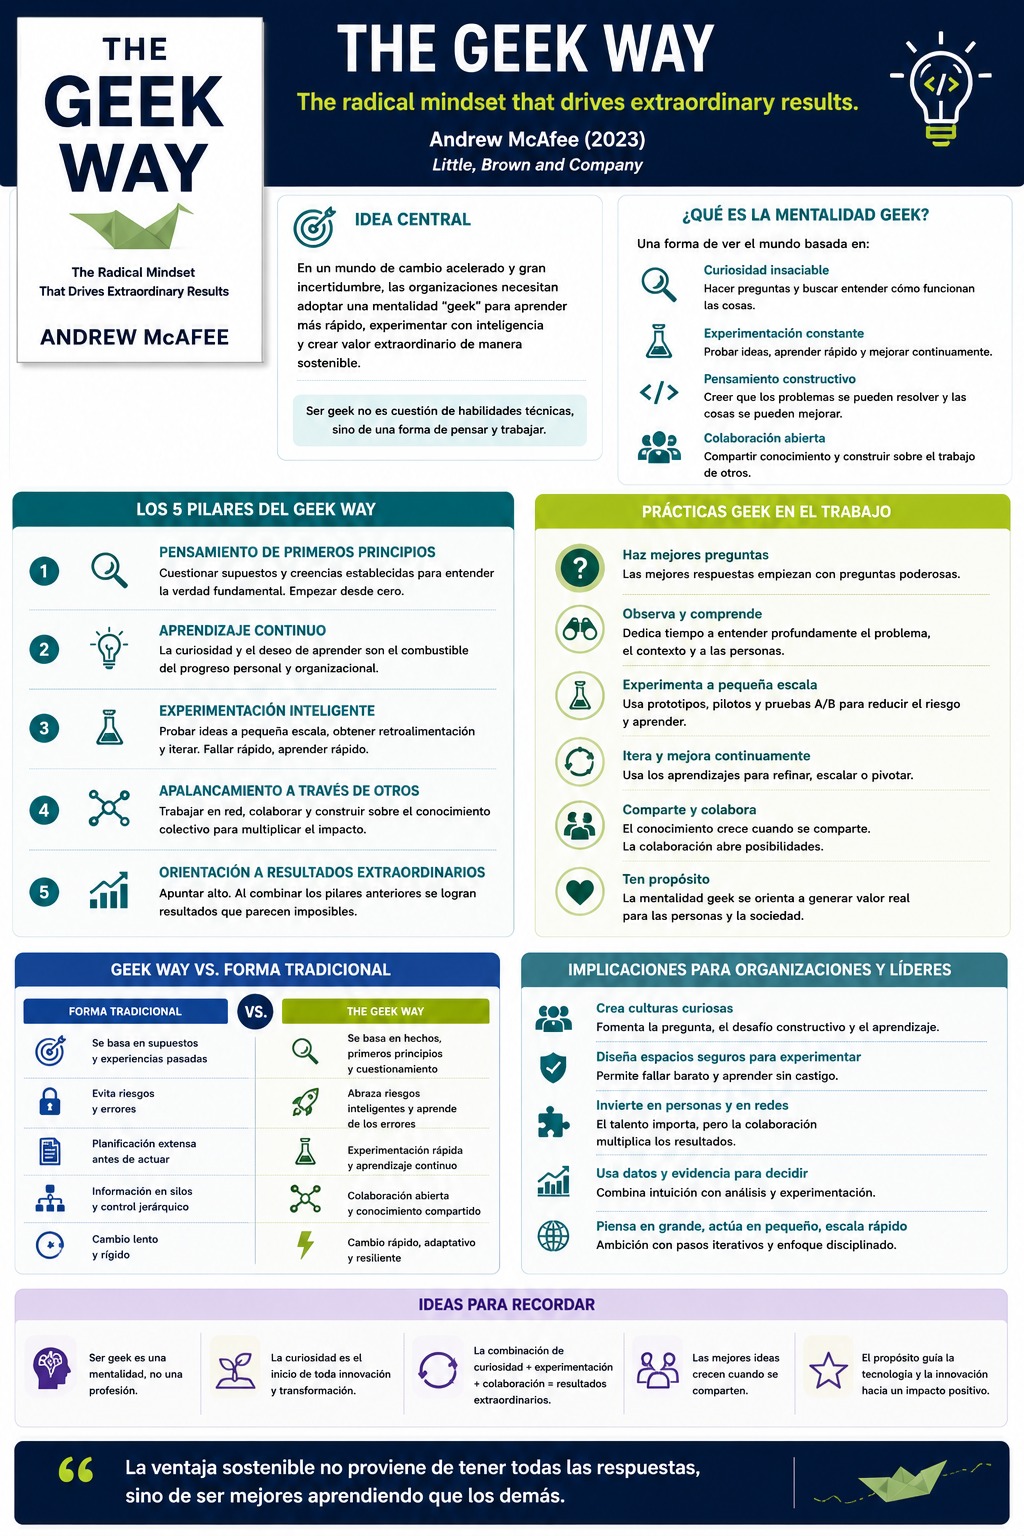 THE
GEEK
WAY
The Radical Mindset
That Drives Extraordinary Results
ANDREW McAFEE
THE GEEK WAY
The radical mindset that drives extraordinary results.
Andrew McAfee (2023)
Little, Brown and Company
</>
IDEA CENTRAL
En un mundo de cambio acelerado y gran
incertidumbre, las organizaciones necesitan
adoptar una mentalidad “geek” para aprender
más rápido, experimentar con inteligencia
y crear valor extraordinario de manera
sostenible.
Ser geek no es cuestión de habilidades técnicas,
sino de una forma de pensar y trabajar.
¿QUÉ ES LA MENTALIDAD GEEK?
Una forma de ver el mundo basada en:
Curiosidad insaciable
Hacer preguntas y buscar entender cómo funcionan
las cosas.
Experimentación constante
Probar ideas, aprender rápido y mejorar continuamente.
</>
Pensamiento constructivo
Creer que los problemas se pueden resolver y las
cosas se pueden mejorar.
Colaboración abierta
Compartir conocimiento y construir sobre el trabajo
de otros.
LOS 5 PILARES DEL GEEK WAY
1
PENSAMIENTO DE PRIMEROS PRINCIPIOS
Cuestionar supuestos y creencias establecidas para entender
la verdad fundamental. Empezar desde cero.
2
APRENDIZAJE CONTINUO
La curiosidad y el deseo de aprender son el combustible
del progreso personal y organizacional.
3
EXPERIMENTACIÓN INTELIGENTE
Probar ideas a pequeña escala, obtener retroalimentación
y iterar. Fallar rápido, aprender rápido.
4
APALANCAMIENTO A TRAVÉS DE OTROS
Trabajar en red, colaborar y construir sobre el conocimiento
colectivo para multiplicar el impacto.
5
ORIENTACIÓN A RESULTADOS EXTRAORDINARIOS
Apuntar alto. Al combinar los pilares anteriores se logran
resultados que parecen imposibles.
PRÁCTICAS GEEK EN EL TRABAJO
?
Haz mejores preguntas
Las mejores respuestas empiezan con preguntas poderosas.
Observa y comprende
Dedica tiempo a entender profundamente el problema,
el contexto y a las personas.
Experimenta a pequeña escala
Usa prototipos, pilotos y pruebas A/B para reducir el riesgo
y aprender.
Itera y mejora continuamente
Usa los aprendizajes para refinar, escalar o pivotar.
Comparte y colabora
El conocimiento crece cuando se comparte.
La colaboración abre posibilidades.
Ten propósito
La mentalidad geek se orienta a generar valor real
para las personas y la sociedad.
GEEK WAY VS. FORMA TRADICIONAL
FORMA TRADICIONAL
VS.
THE GEEK WAY
Se basa en supuestos
y experiencias pasadas
Se basa en hechos,
primeros principios
y cuestionamiento
Evita riesgos
y errores
Abraza riesgos
inteligentes y aprende
de los errores
Planificación extensa
antes de actuar
Experimentación rápida
y aprendizaje continuo
Información en silos
y control jerárquico
Colaboración abierta
y conocimiento compartido
Cambio lento
y rígido
Cambio rápido, adaptativo
y resiliente
IMPLICACIONES PARA ORGANIZACIONES Y LÍDERES
Crea culturas curiosas
Fomenta la pregunta, el desafío constructivo y el aprendizaje.
Diseña espacios seguros para experimentar
Permite fallar barato y aprender sin castigo.
Invierte en personas y en redes
El talento importa, pero la colaboración
multiplica los resultados.
Usa datos y evidencia para decidir
Combina intuición con análisis y experimentación.
Piensa en grande, actúa en pequeño, escala rápido
Ambición con pasos iterativos y enfoque disciplinado.
IDEAS PARA RECORDAR
Ser geek es una
mentalidad, no una
profesión.
La curiosidad es el
inicio de toda innovación
y transformación.
La combinación de
curiosidad + experimentación
+ colaboración = resultados
extraordinarios.
Las mejores ideas
crecen cuando se
comparten.
El propósito guía la
tecnología y la innovación
hacia un impacto positivo.
“
La ventaja sostenible no proviene de tener todas las respuestas,
sino de ser mejores aprendiendo que los demás.